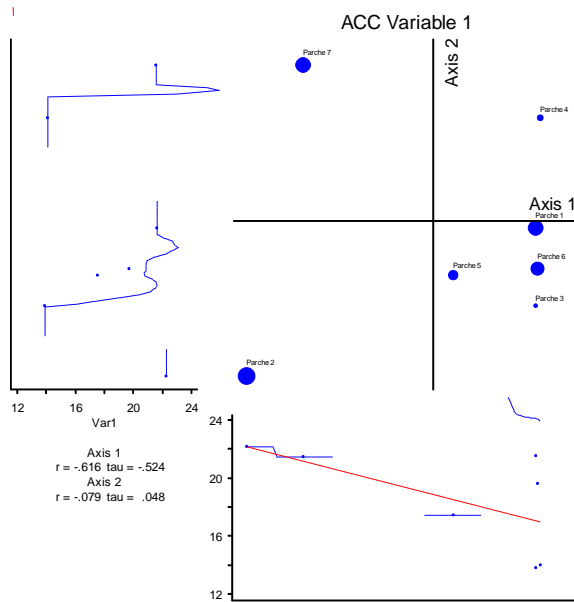 ACC Variable 1
Axis 2
Parche 7
Parche 4
Axis 1
Parche 1
Parche 6
Parche 5
Parche 3
Parche 2
12 16 20 24
Var1
Axis 1
r = -.616 tau = -.524
Axis 2
r = -.079 tau = .048
24
20
16
12